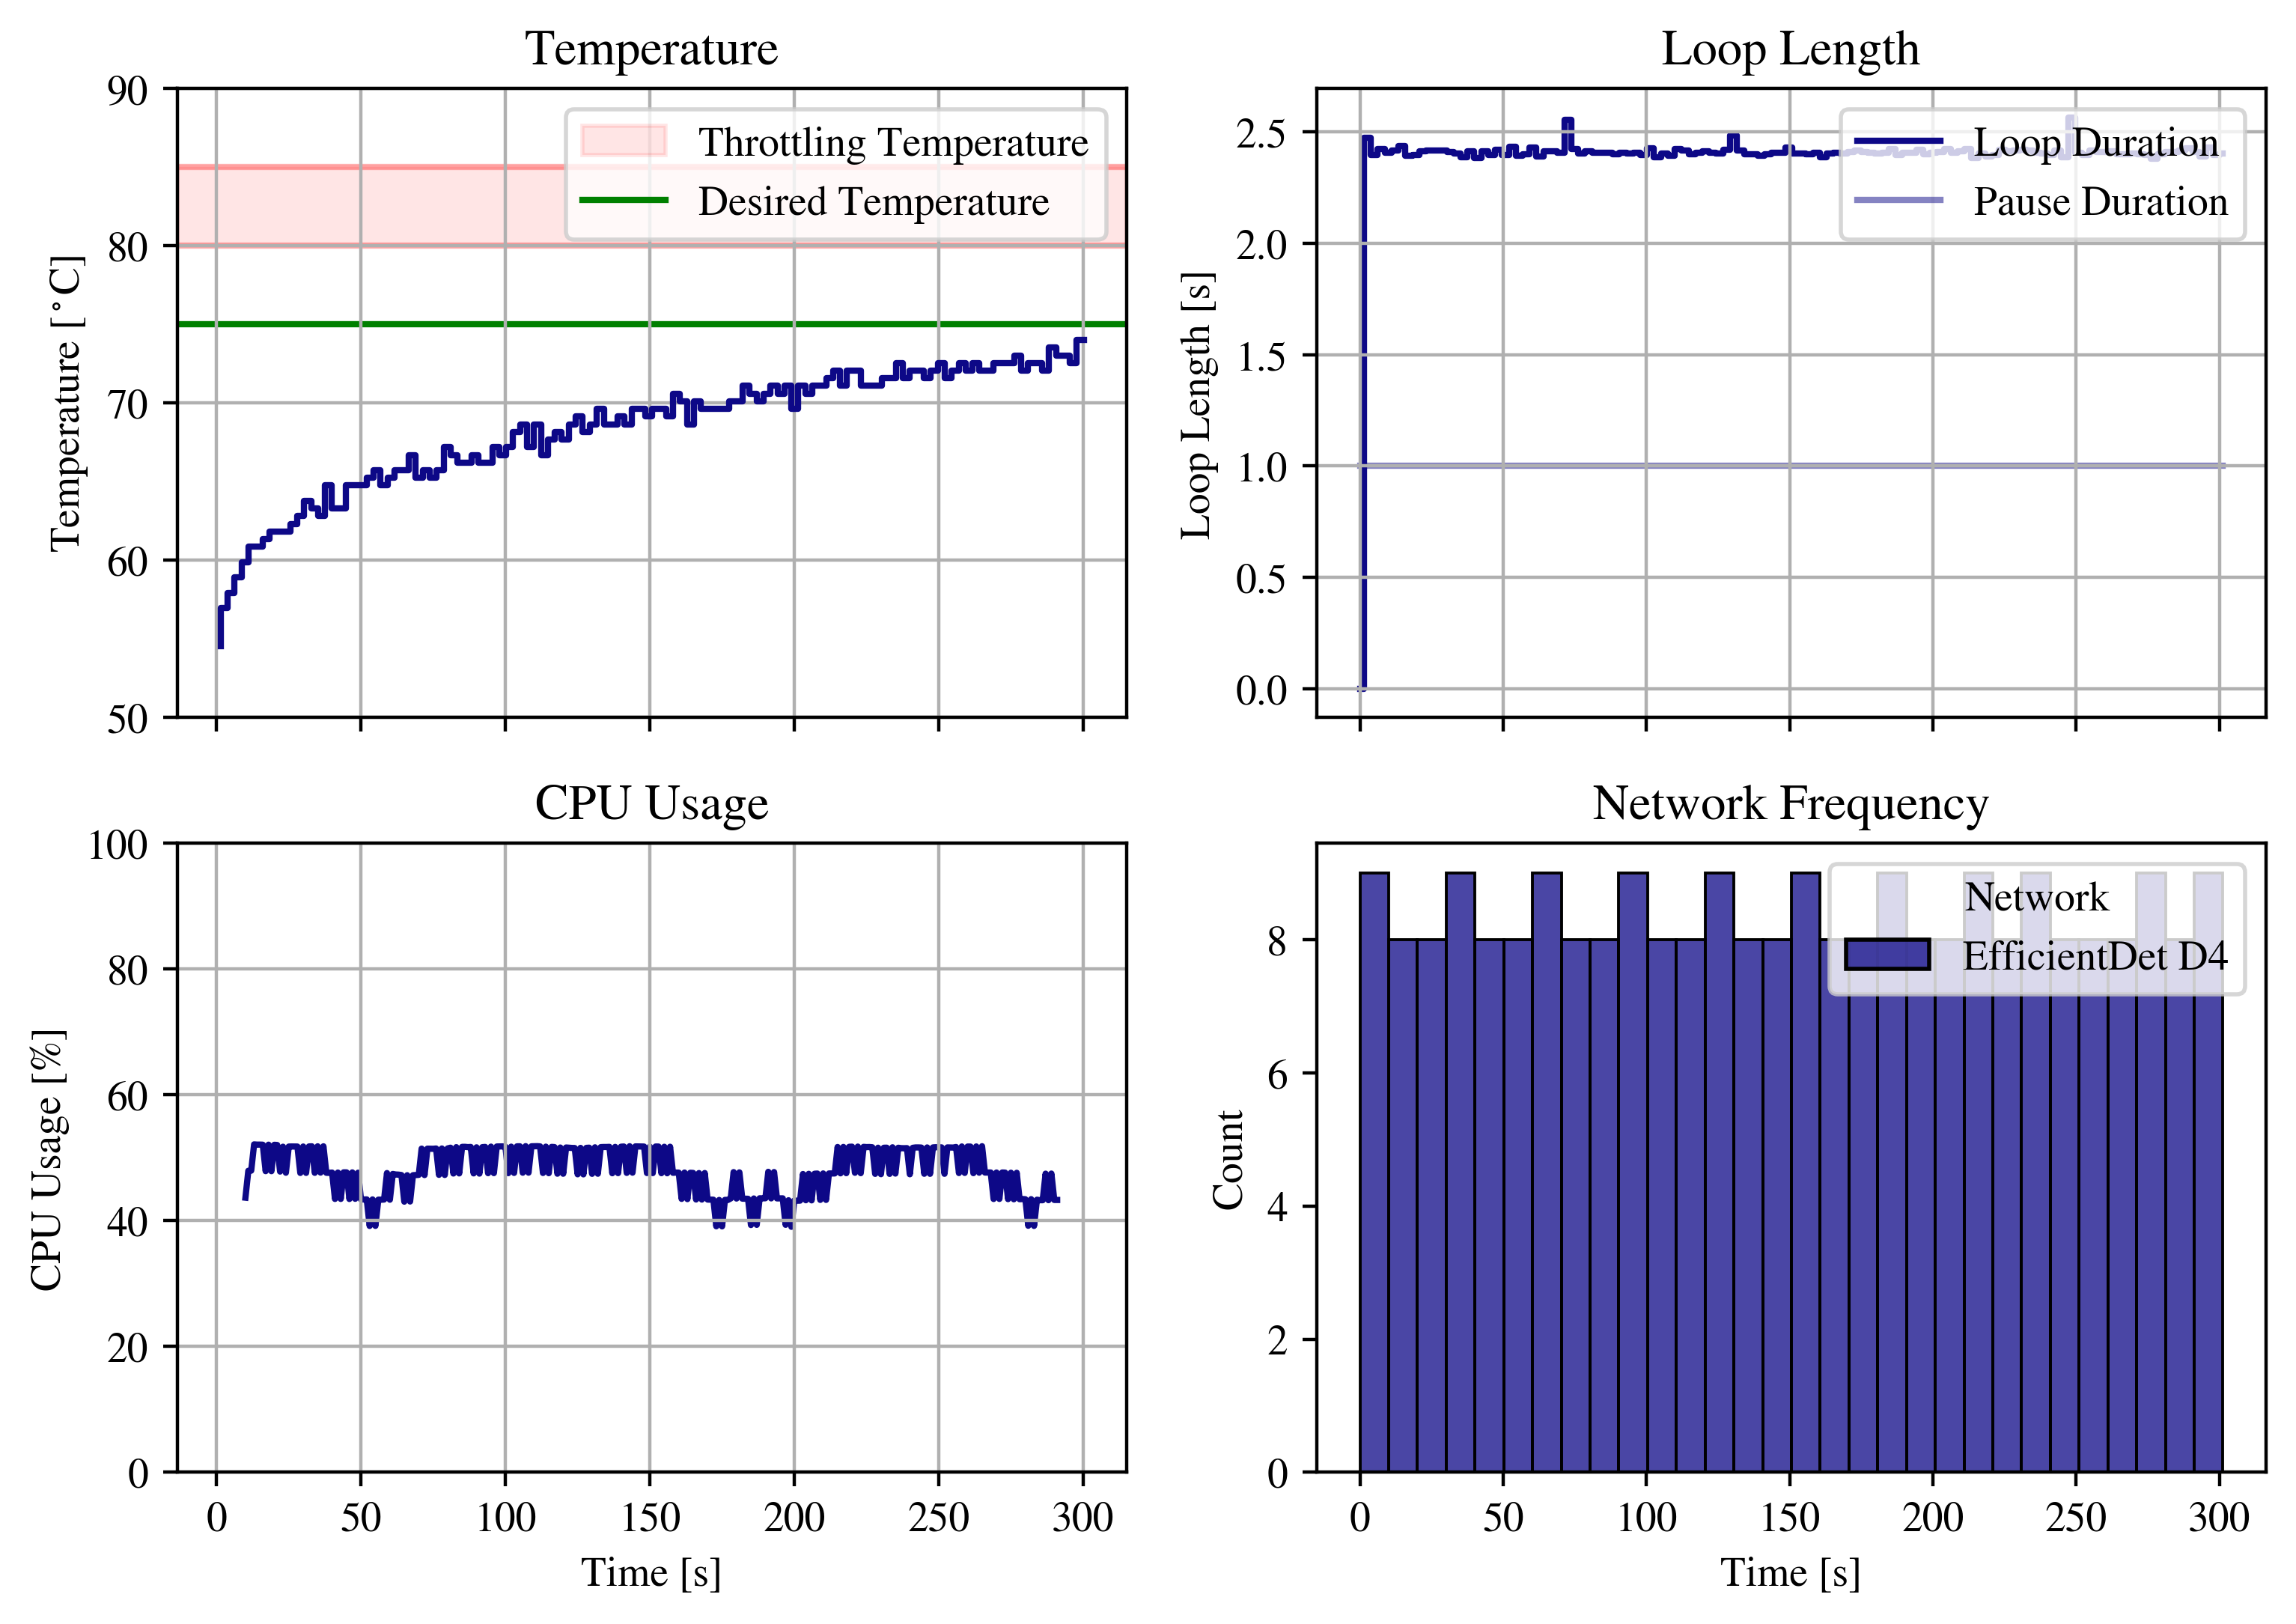 Temperature
90
80
70
60
50
Temperature [°C]
Throttling Temperature
Desired Temperature
Loop Length
2.5
2.0
1.5
1.0
0.5
0.0
Loop Length [s]
Loop Duration
Pause Duration
CPU Usage
100
80
60
40
20
0
CPU Usage [%]
0 50 100 150 200 250 300
Time [s]
Network Frequency
8
6
4
2
0
Count
Network
EfficientDet D4
0 50 100 150 200 250 300
Time [s]